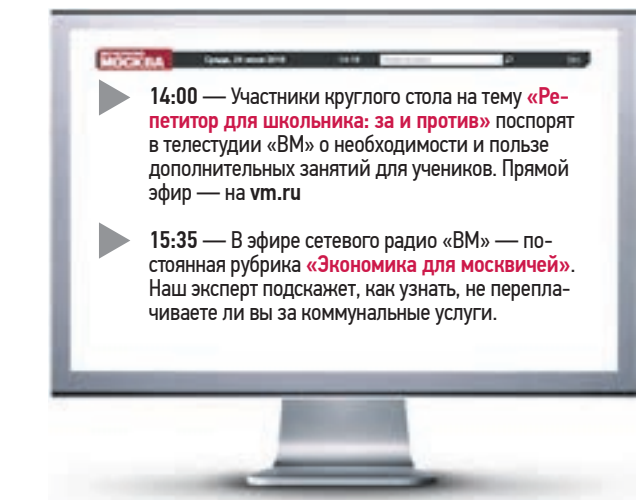 МОСКВА
14:00 — Участники круглого стола на тему «Ре-
петитор для школьника: за и против» поспорят
в телестудии «ВМ» о необходимости и пользе
дополнительных занятий для учеников. Прямой
эфир — на vm.ru
15:35 — В эфире сетевого радио «ВМ» — по-
стоянная рубрика «Экономика для москвичей».
Наш эксперт подскажет, как узнать, не перепла-
чиваете ли вы за коммунальные услуги.